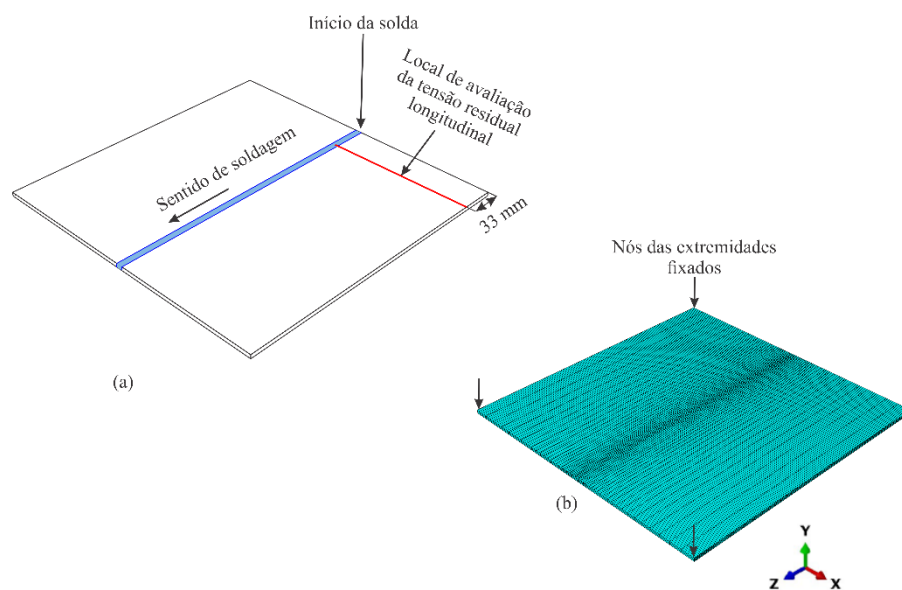 Início da solda
Local de avaliação
da tensão residual
longitudinal
Sentido de soldagem
33 mm
(a)
Nós das extremidades
fixados
(b)
Y
Z
X